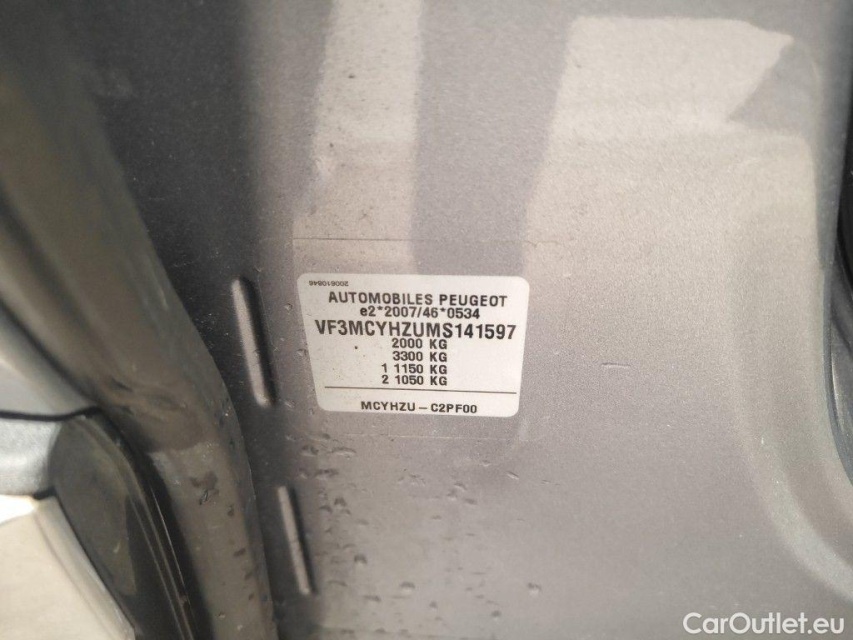 200610846
AUTOMOBILES PEUGEOT
e2*2007/46*0534
VF3MCYHZUMS141597
2000 KG
3300 KG
1 1150 KG
2 1050 KG
MCYHZU-C2PF00
CarOutlet.eu